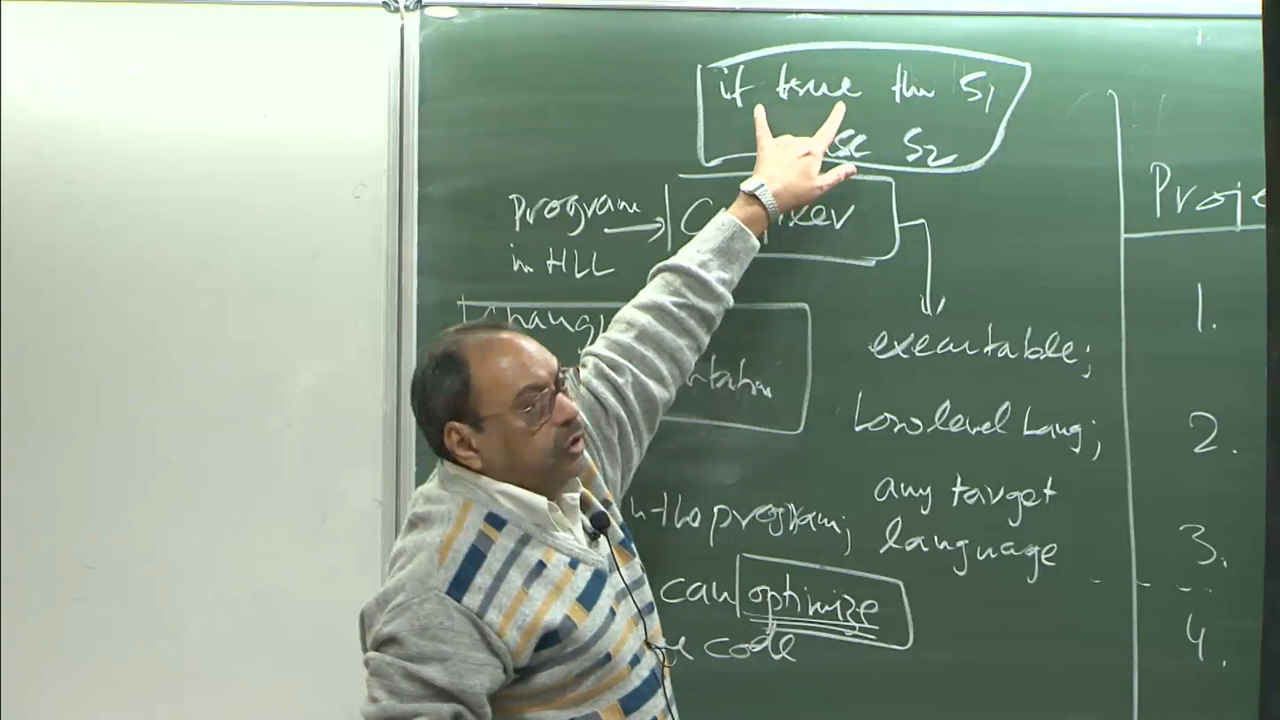 if true then S1
S2
Program
in HLL
executable;
Low level Lang;
any target
language
program;
can optimize
code
Proje
1.
2.
3.
4.